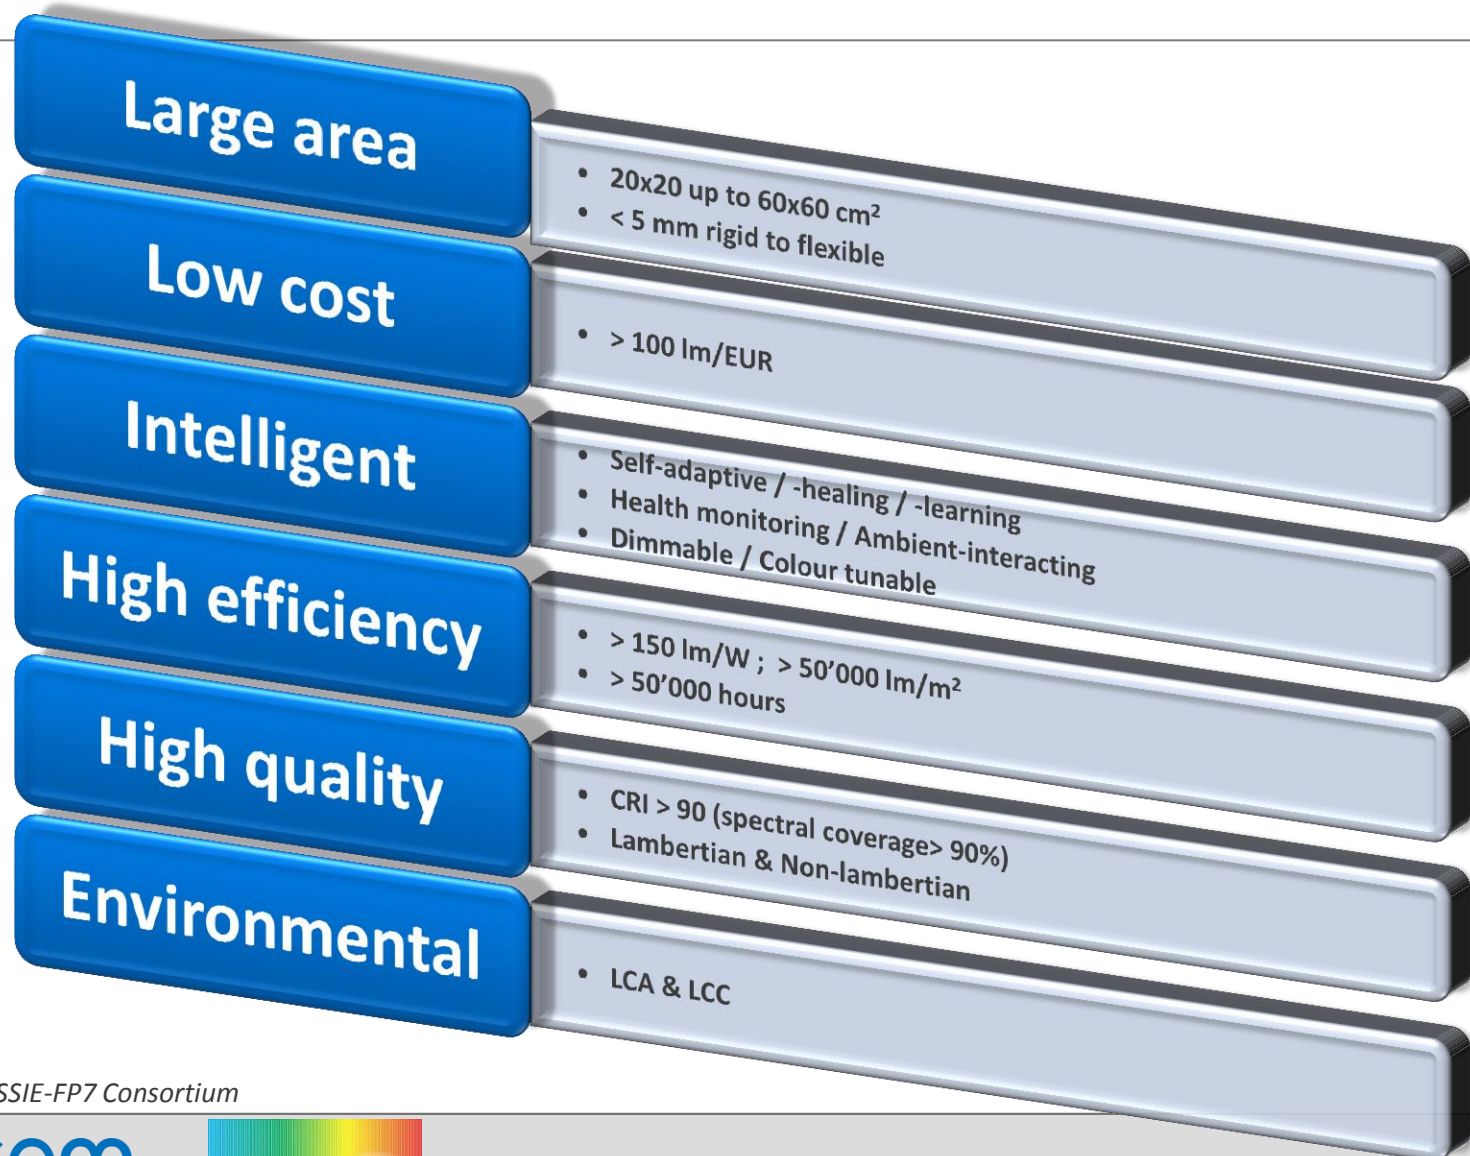 Large area
• 20x20 up to 60x60 cm²
• < 5 mm rigid to flexible
Low cost
• > 100 lm/EUR
Intelligent
• Self-adaptive / -healing / -learning
• Health monitoring / Ambient-interacting
• Dimmable / Colour tunable
High efficiency
• > 150 lm/W ; > 50’000 lm/m²
• > 50’000 hours
High quality
• CRI > 90 (spectral coverage> 90%)
• Lambertian & Non-lambertian
Environmental
• LCA & LCC
SSIE-FP7 Consortium